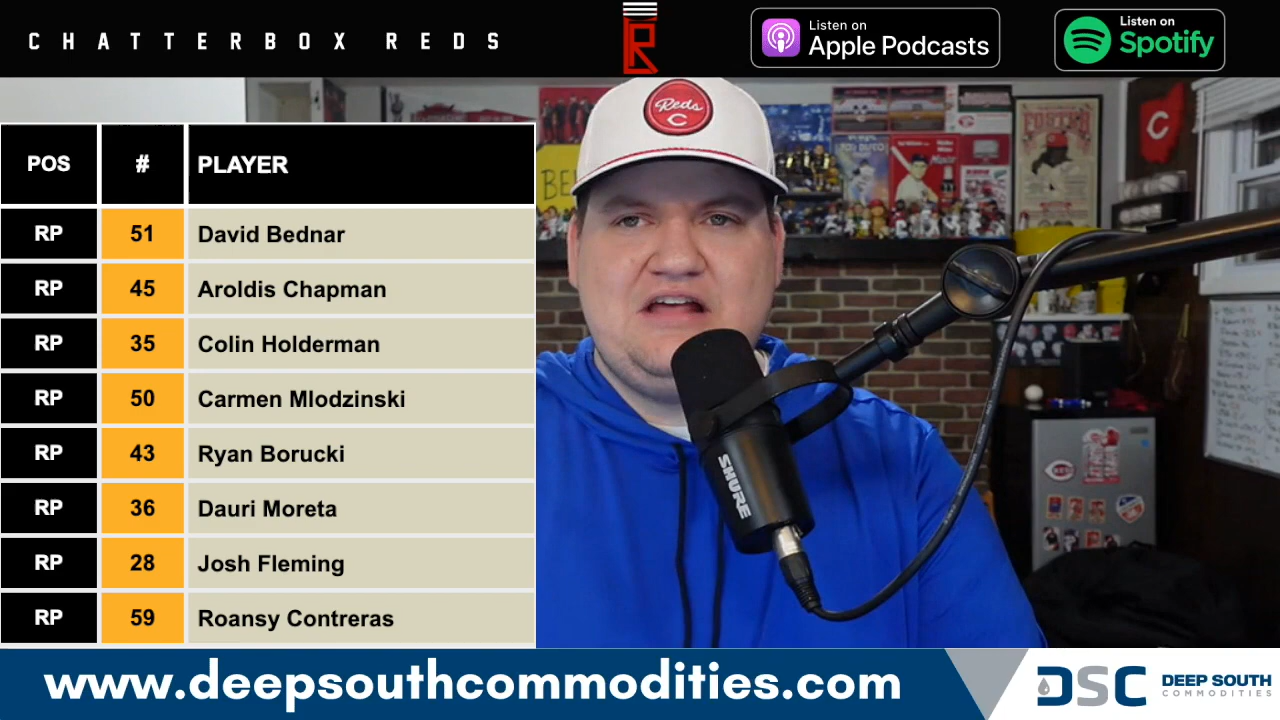 CHATTERBOX REDS
R
Listen on
Apple Podcasts
Listen on
Spotify
POS # PLAYER
RP 51 David Bednar
RP 45 Aroldis Chapman
RP 35 Colin Holderman
RP 50 Carmen Mlodzinski
RP 43 Ryan Borucki
RP 36 Dauri Moreta
RP 28 Josh Fleming
RP 59 Roansy Contreras
Reds
C
BE
FOSTER
C
SHURE
www.deepsouthcommodities.com
DSC
DEEP SOUTH
COMMODITIES